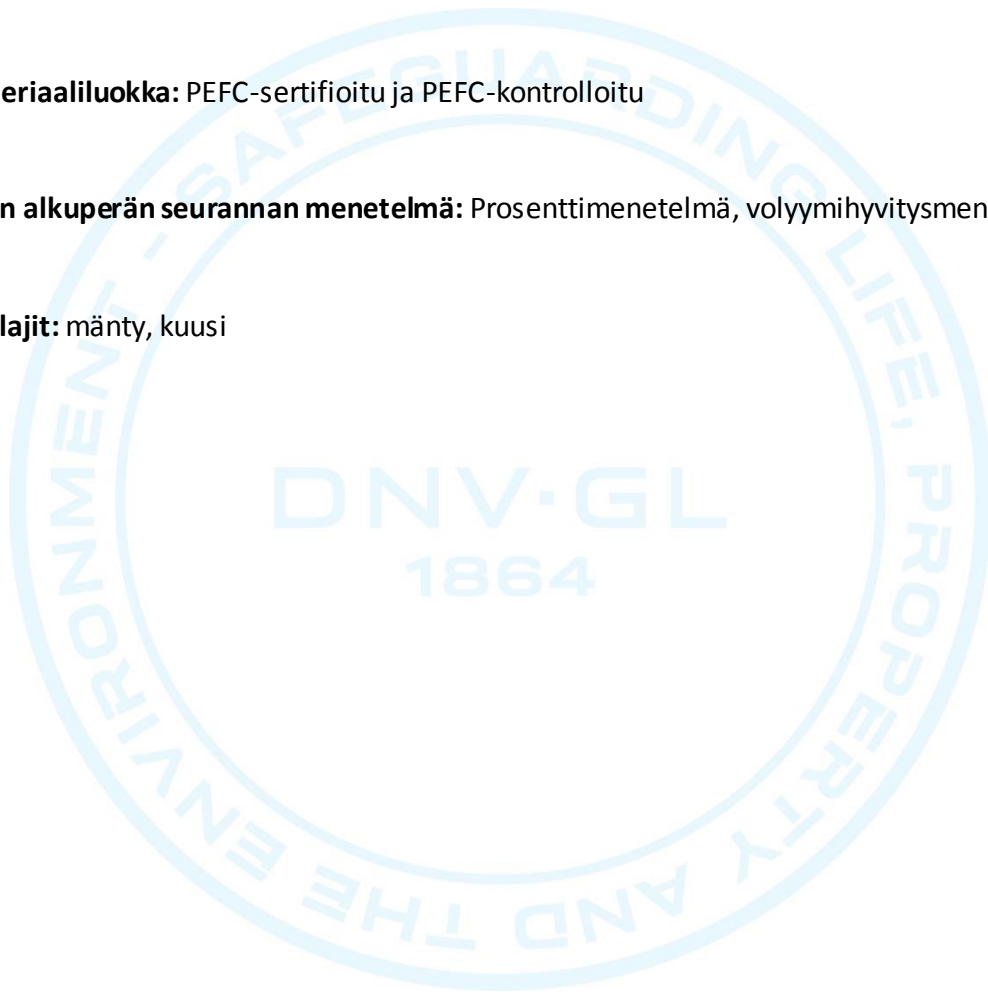 eriaaliluokka: PEFC-sertifioitu ja PEFC-kontrolloitu
n alkuperän seurannan menetelmä: Prosenttimenetelmä, volyymihyvitysmen
lajit: mänty, kuusi
SAFEGUARDING LIFE, PROPERTY AND THE ENVIRONMENT -
DNV·GL
1864